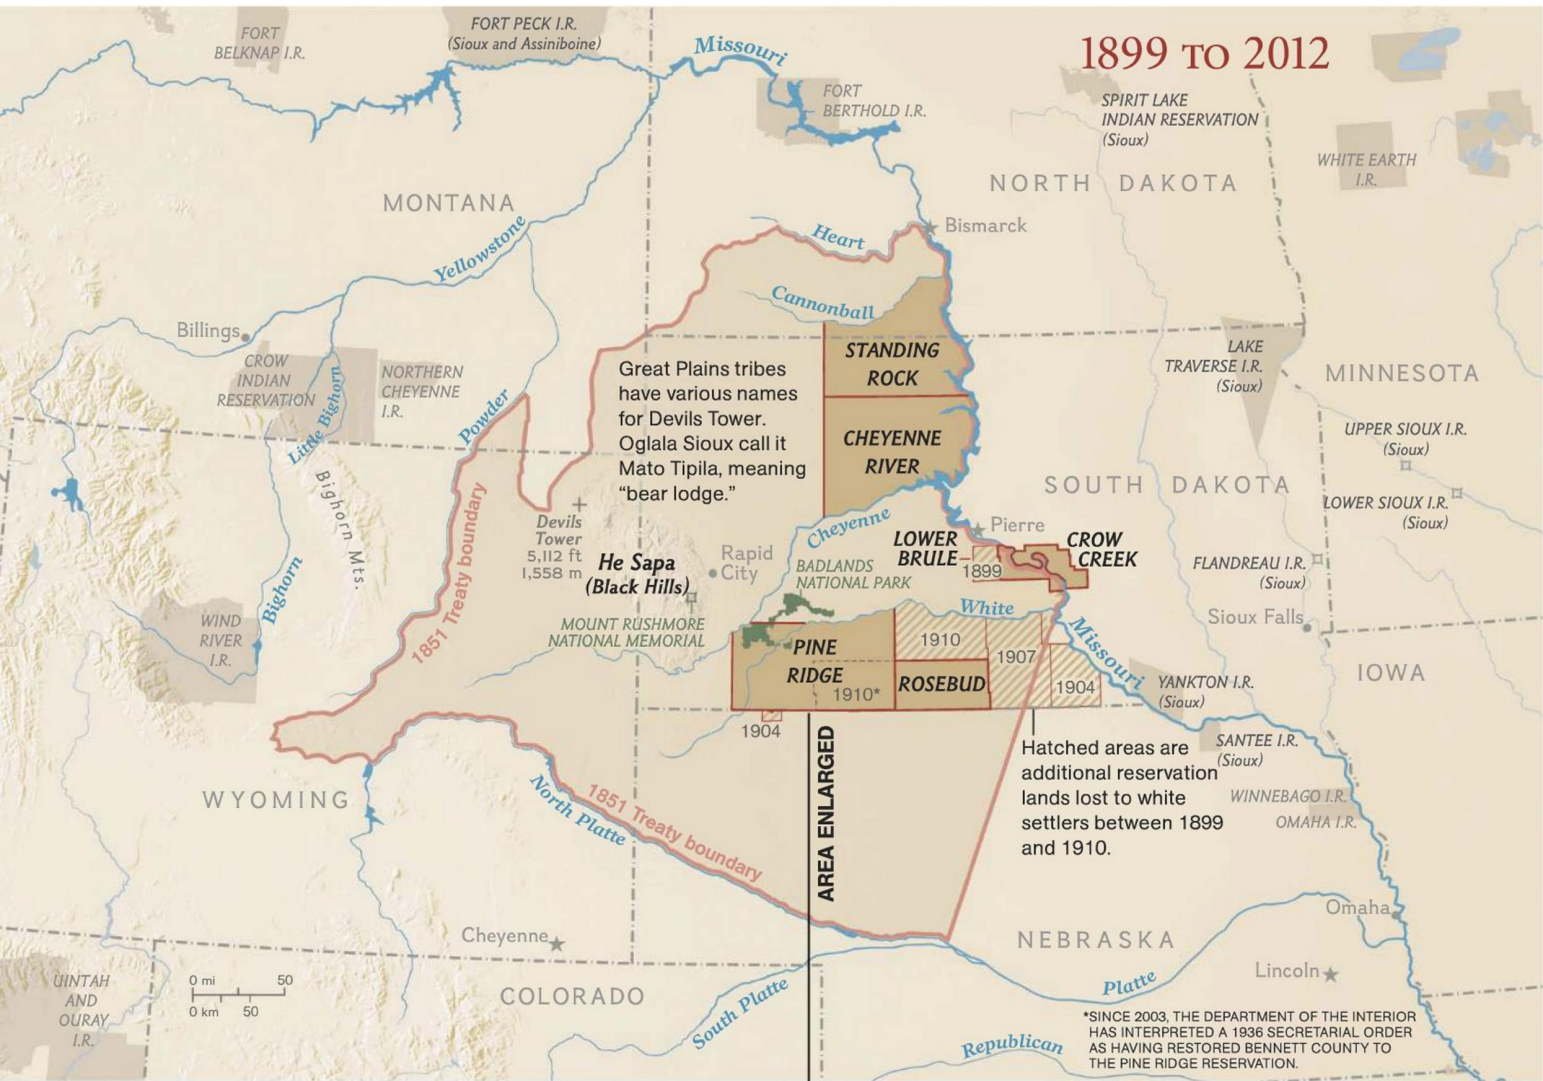 1899 TO 2012
FORT
BELKNAP I.R.
FORT PECK I.R.
(Sioux and Assiniboine)
Missouri
FORT
BERTHOLD I.R.
SPIRIT LAKE
INDIAN RESERVATION
(Sioux)
WHITE EARTH
I.R.
NORTH DAKOTA
MONTANA
Yellowstone
Heart
Bismarck
Cannonball
Billings
CROW
INDIAN
RESERVATION
Little Bighorn
NORTHERN
CHEYENNE
I.R.
Powder
Great Plains tribes
have various names
for Devils Tower.
Oglala Sioux call it
Mato Tipila, meaning
“bear lodge.”
STANDING
ROCK
CHEYENNE
RIVER
LAKE
TRAVERSE I.R.
(Sioux)
MINNESOTA
UPPER SIOUX I.R.
(Sioux)
LOWER SIOUX I.R.
(Sioux)
SOUTH DAKOTA
Bighorn Mts.
1851 Treaty boundary
Devils
Tower
5,112 ft
1,558 m
He Sapa
(Black Hills)
Rapid
City
Cheyenne
Pierre
LOWER
BRULE
1899
CROW
CREEK
BADLANDS
NATIONAL PARK
FLANDREAU I.R.
(Sioux)
Sioux Falls
Bighorn
WIND
RIVER
I.R.
MOUNT RUSHMORE
NATIONAL MEMORIAL
White
PINE
RIDGE
1910*
1910
1907
ROSEBUD
1904
1904
Missouri
YANKTON I.R.
(Sioux)
IOWA
SANTEE I.R.
(Sioux)
WINNEBAGO I.R.
OMAHA I.R.
Hatched areas are
additional reservation
lands lost to white
settlers between 1899
and 1910.
AREA ENLARGED
WYOMING
North Platte
1851 Treaty boundary
Cheyenne
NEBRASKA
Omaha
Lincoln
Platte
South Platte
Republican
COLORADO
UINTAH
AND
OURAY
I.R.
0 mi 50
0 km 50
*SINCE 2003, THE DEPARTMENT OF THE INTERIOR
HAS INTERPRETED A 1936 SECRETARIAL ORDER
AS HAVING RESTORED BENNETT COUNTY TO
THE PINE RIDGE RESERVATION.